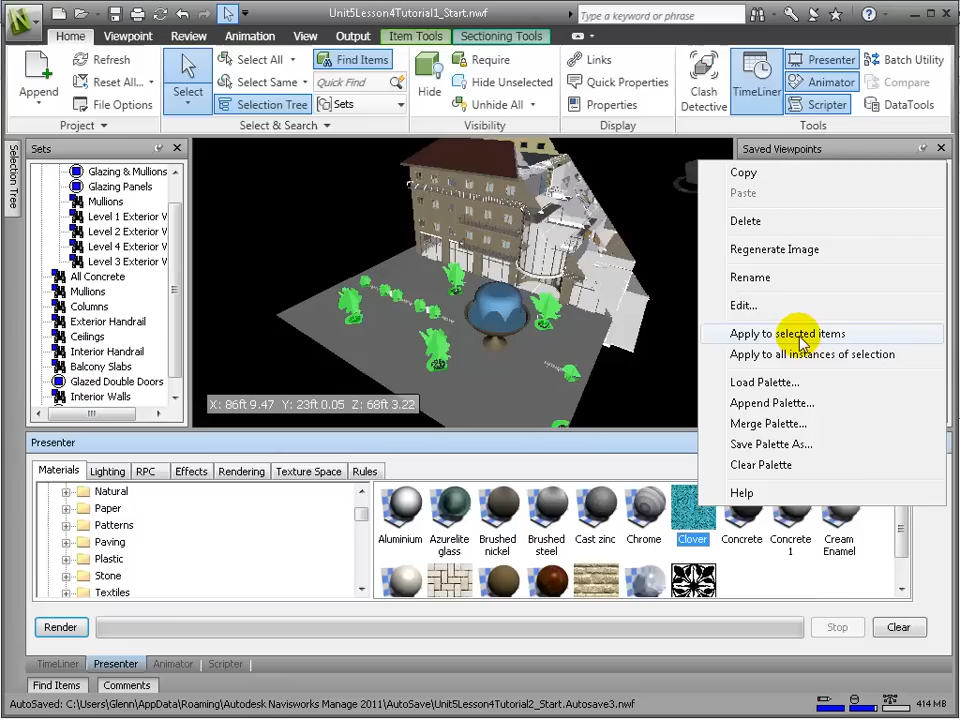 Unit5Lesson4Tutorial1_Start.nwf
Type a keyword or phrase
Home Viewpoint Review Animation View Output Item Tools Sectioning Tools
Append
Refresh
Reset All...
File Options
Project
Select
Select All
Select Same
Selection Tree
Find Items
Quick Find
Sets
Select & Search
Hide
Require
Hide Unselected
Unhide All
Visibility
Links
Quick Properties
Properties
Display
Clash Detective
TimeLiner
Presenter
Animator
Scripter
Batch Utility
Compare
DataTools
Tools
Selection Tree
Sets
Glazing & Mullions
Glazing Panels
Mullions
Level 1 Exterior V
Level 2 Exterior V
Level 4 Exterior V
Level 3 Exterior V
All Concrete
Mullions
Columns
Exterior Handrail
Ceilings
Interior Handrail
Balcony Slabs
Glazed Double Doors
Interior Walls
X: 86ft 9.47 Y: 23ft 0.05 Z: 68ft 3.22
Saved Viewpoints
Copy
Paste
Delete
Regenerate Image
Rename
Edit...
Apply to selected items
Apply to all instances of selection
Load Palette...
Append Palette...
Merge Palette...
Save Palette As...
Clear Palette
Help
Presenter
Materials Lighting RPC Effects Rendering Texture Space Rules
Natural
Paper
Patterns
Paving
Plastic
Stone
Textiles
Aluminium
Azurelite glass
Brushed nickel
Brushed steel
Cast zinc
Chrome
Clover
Concrete
Concrete 1
Cream Enamel
Render
Stop
Clear
TimeLiner Presenter Animator Scripter
Find Items Comments
AutoSaved: C:\Users\Glenn\AppData\Roaming\Autodesk Navisworks Manage 2011\AutoSave\Unit5Lesson4Tutorial2_Start.Autosave3.nwf
414 MB